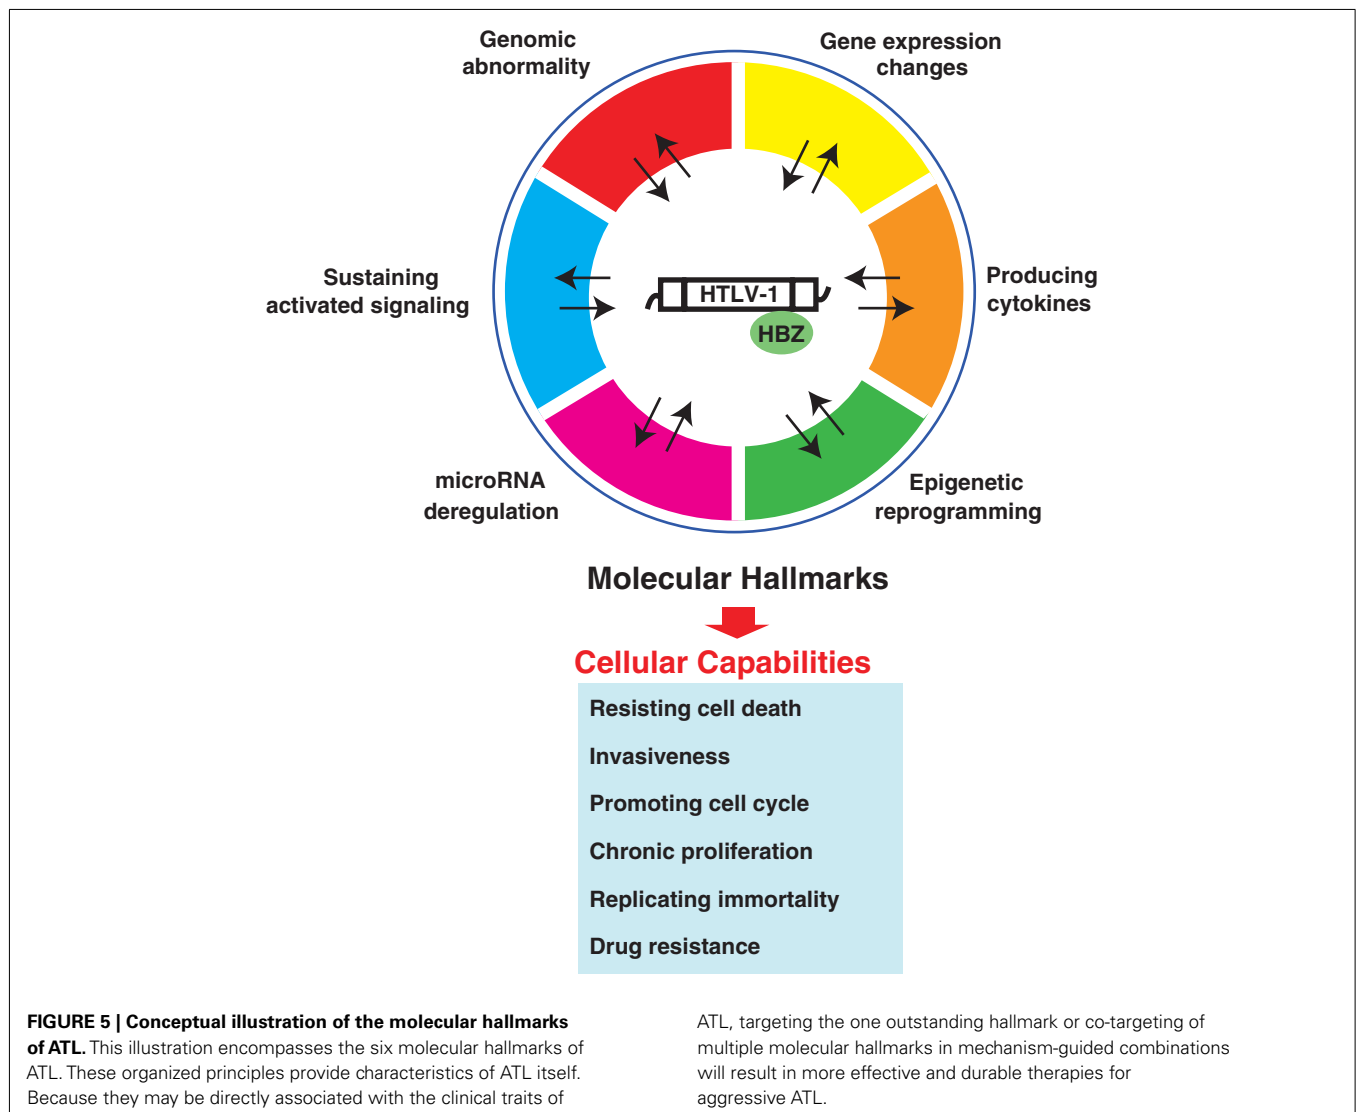 Genomic
abnormality
Gene expression
changes
Sustaining
activated signaling
HTLV-1
HBZ
Producing
cytokines
microRNA
deregulation
Epigenetic
reprogramming
Molecular Hallmarks
Cellular Capabilities
Resisting cell death
Invasiveness
Promoting cell cycle
Chronic proliferation
Replicating immortality
Drug resistance
FIGURE 5 | Conceptual illustration of the molecular hallmarks
of ATL. This illustration encompasses the six molecular hallmarks of
ATL. These organized principles provide characteristics of ATL itself.
Because they may be directly associated with the clinical traits of
ATL, targeting the one outstanding hallmark or co-targeting of
multiple molecular hallmarks in mechanism-guided combinations
will result in more effective and durable therapies for
aggressive ATL.